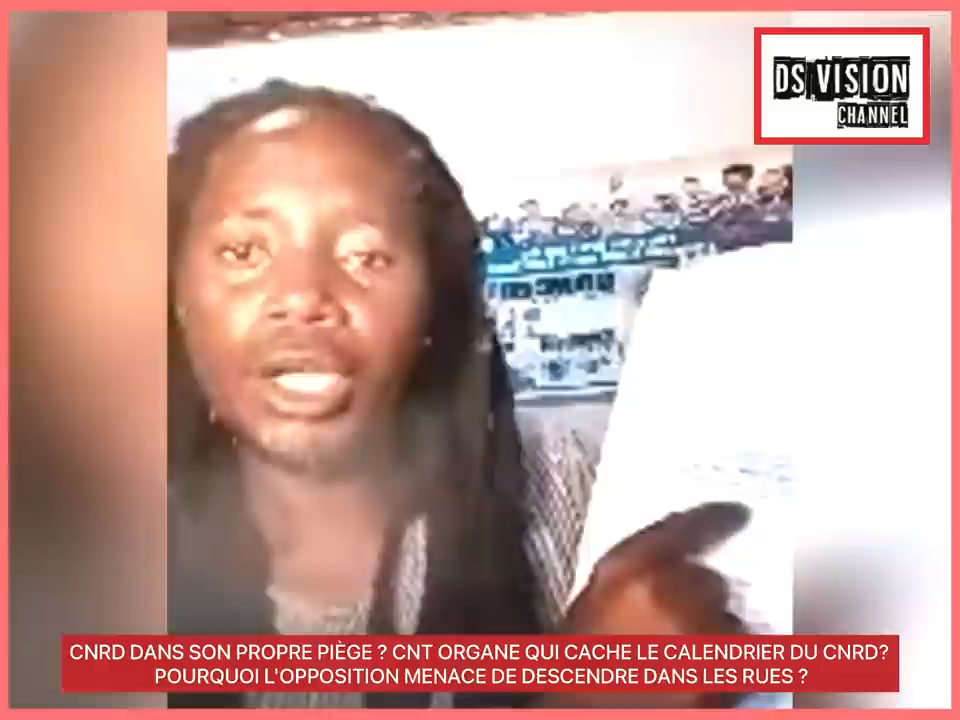 DS VISION
CHANNEL
CNRD DANS SON PROPRE PIÈGE ? CNT ORGANE QUI CACHE LE CALENDRIER DU CNRD?
POURQUOI L'OPPOSITION MENACE DE DESCENDRE DANS LES RUES ?